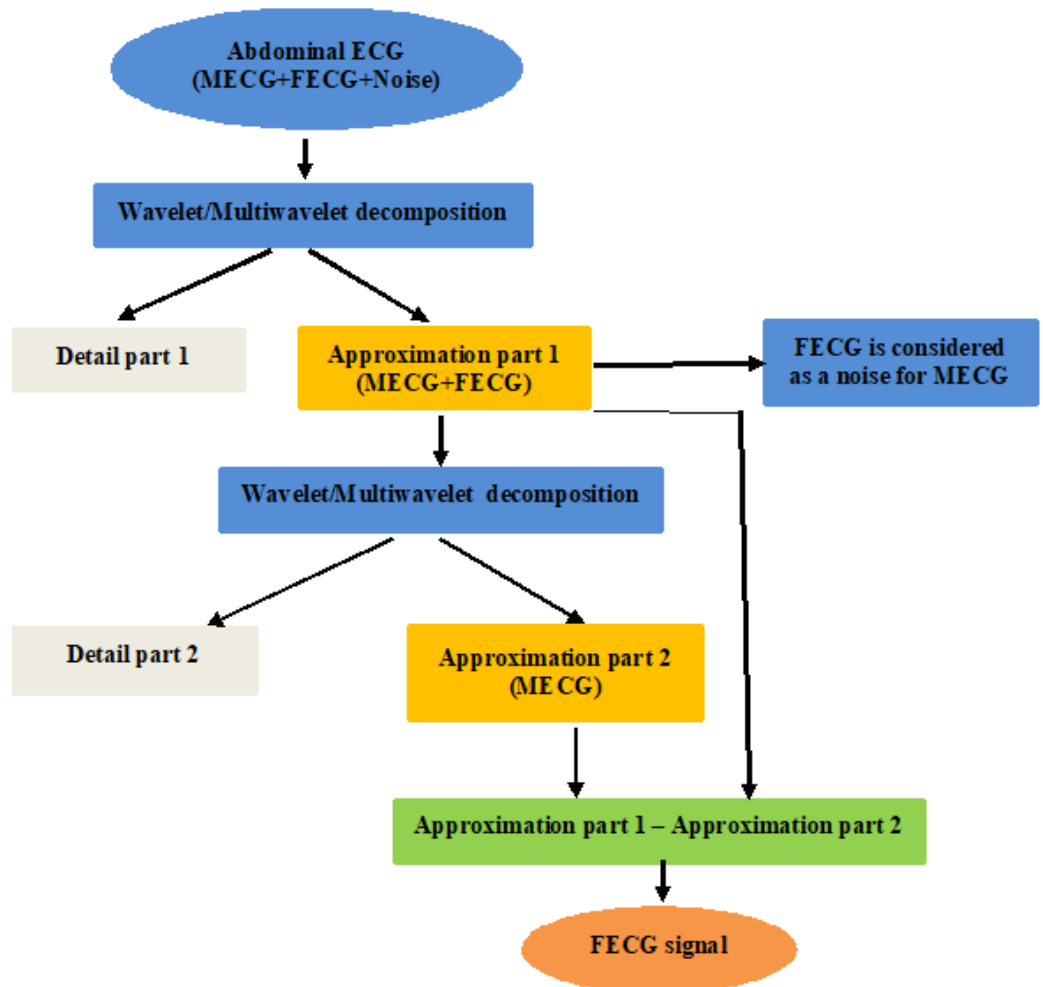 Abdominal ECG
(MECG+FECG+Noise)
Wavelet/Multiwavelet decomposition
Detail part 1
Approximation part 1
(MECG+FECG)
FECG is considered
as a noise for MECG
Wavelet/Multiwavelet decomposition
Detail part 2
Approximation part 2
(MECG)
Approximation part 1 – Approximation part 2
FECG signal